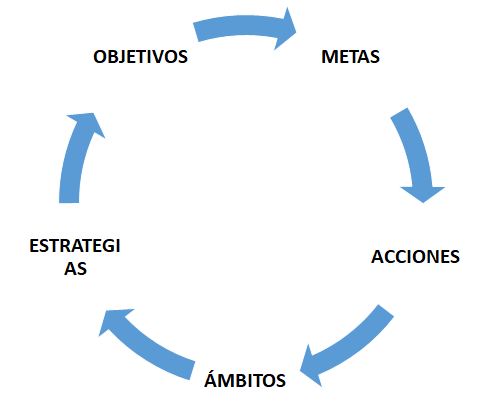 OBJETIVOS
METAS
ACCIONES
ÁMBITOS
ESTRATEGI
AS